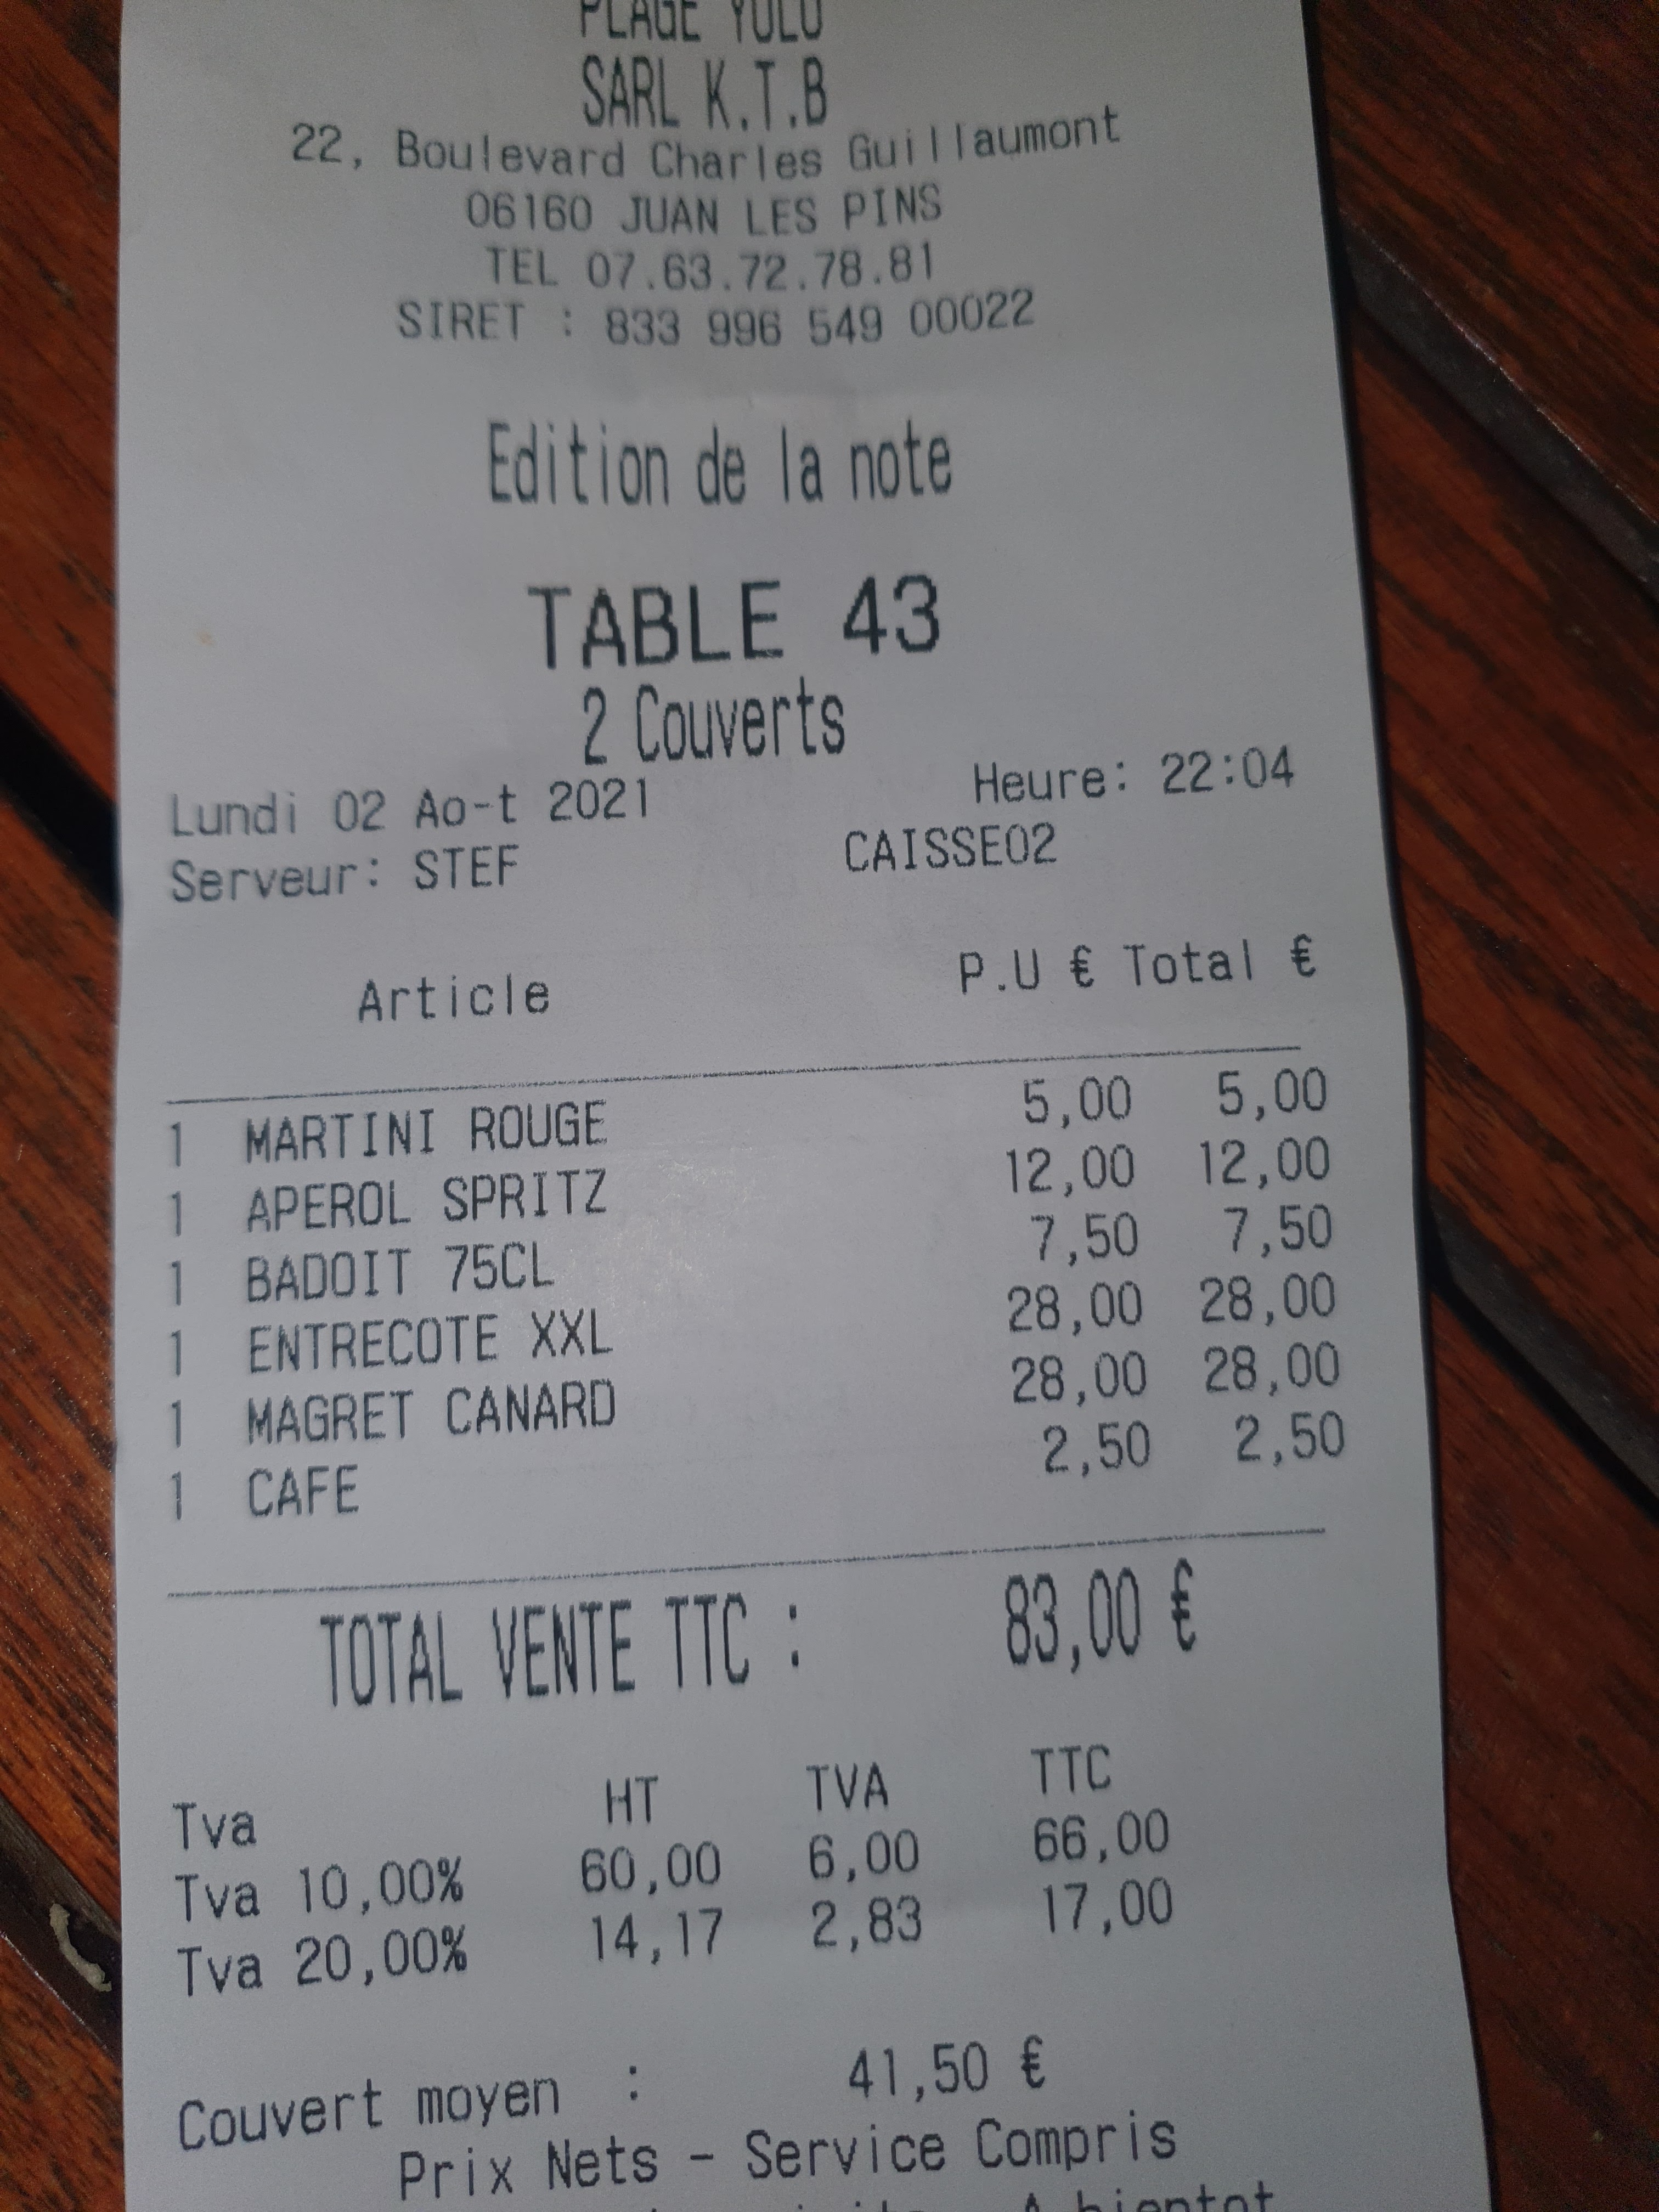 PLAGE YOLO
SARL K.T.B
22, Boulevard Charles Guillaumont
06160 JUAN LES PINS
TEL 07.63.72.78.81
SIRET : 833 996 549 00022
Edition de la note
TABLE 43
2 Couverts
Lundi 02 Ao-t 2021 Heure: 22:04
Serveur: STEF CAISSE02
Article P.U € Total €
1 MARTINI ROUGE 5,00 5,00
1 APEROL SPRITZ 12,00 12,00
1 BADOIT 75CL 7,50 7,50
1 ENTRECOTE XXL 28,00 28,00
1 MAGRET CANARD 28,00 28,00
1 CAFE 2,50 2,50
TOTAL VENTE TTC : 83,00 €
Tva HT TVA TTC
Tva 10,00% 60,00 6,00 66,00
Tva 20,00% 14,17 2,83 17,00
Couvert moyen : 41,50 €
Prix Nets - Service Compris
A bientot